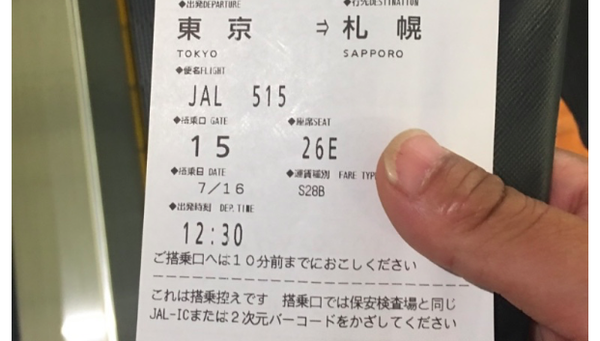 ◆出発DEPARTURE ◆行先DESTINATION
東京 ⇒ 札幌
TOKYO SAPPORO
◆便名FLIGHT
JAL 515
◆搭乗口 GATE ◆座席SEAT
15 26E
◆搭乗日 DATE ◆運賃種別 FARE TYPE
7/16 S28B
◆出発時刻 DEP.TIME
12:30
ご搭乗口へは10分前までにおこしください
これは搭乗控えです 搭乗口では保安検査場と同じ
JAL-ICまたは2次元バーコードをかざしてください